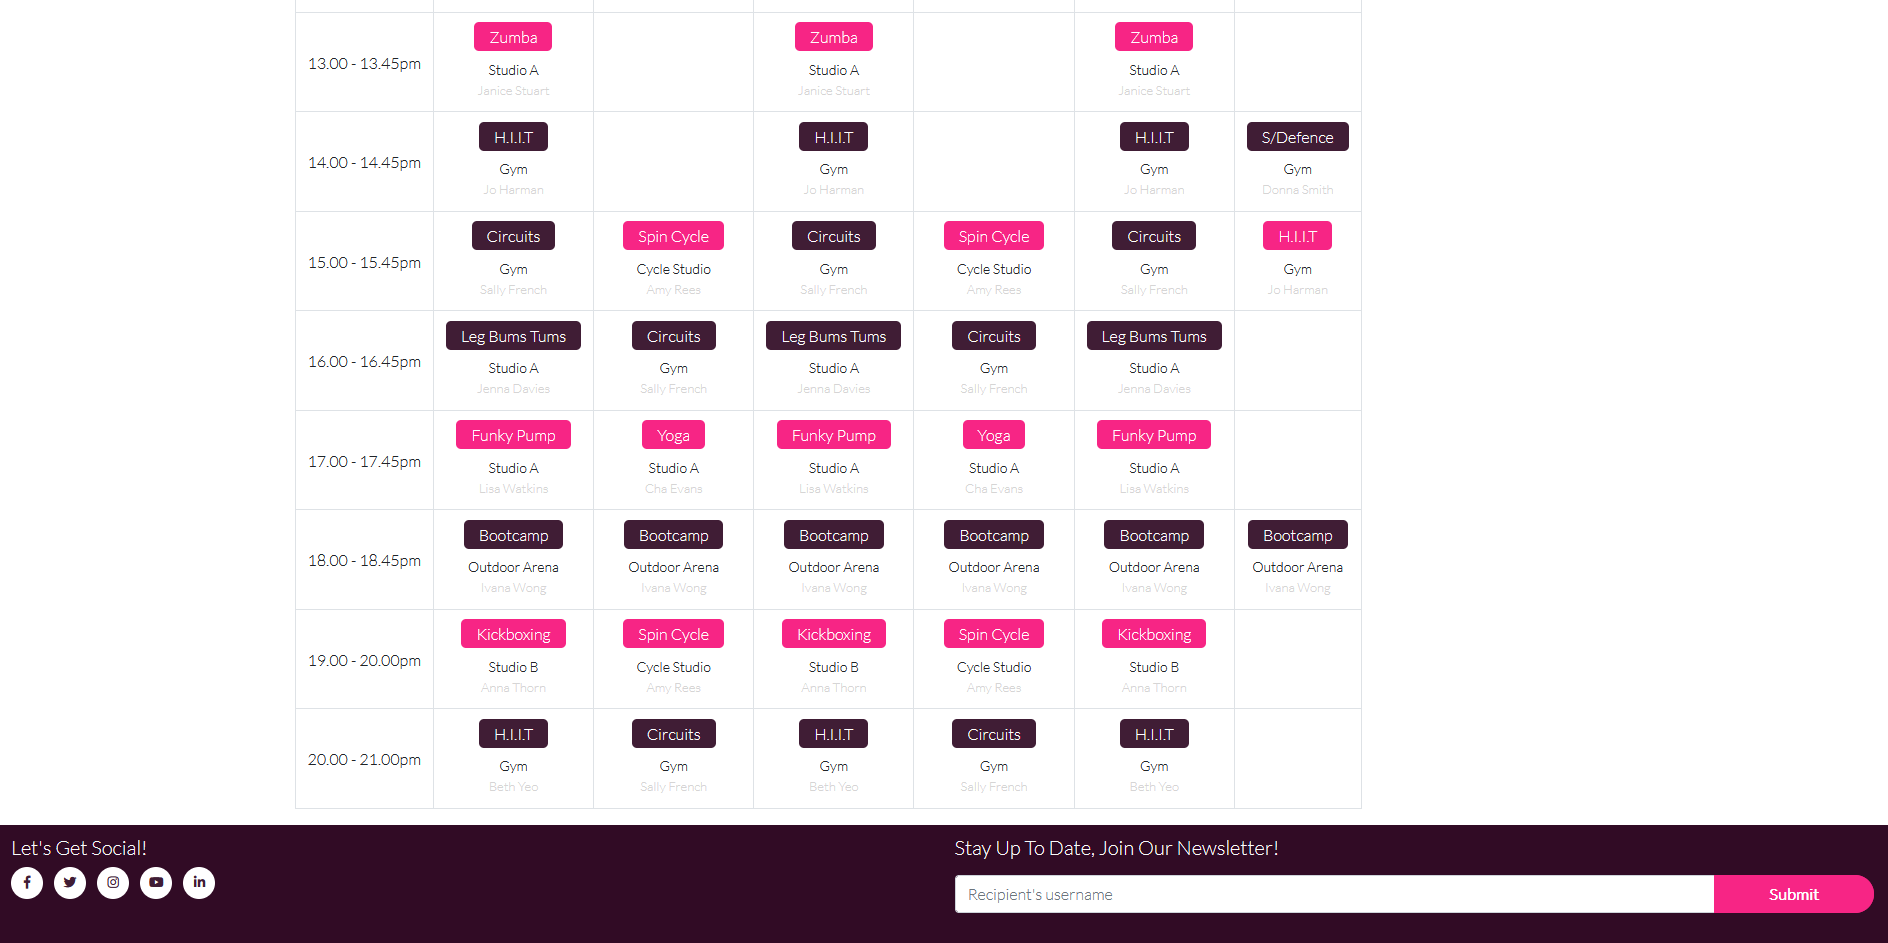 Zumba Zumba Zumba
13.00 - 13.45pm Studio A Studio A Studio A
Janice Stuart Janice Stuart Janice Stuart
H.I.I.T H.I.I.T H.I.I.T S/Defence
14.00 - 14.45pm Gym Gym Gym Gym
Jo Harman Jo Harman Jo Harman Donna Smith
Circuits Spin Cycle Circuits Spin Cycle Circuits H.I.I.T
15.00 - 15.45pm Gym Cycle Studio Gym Cycle Studio Gym Gym
Sally French Amy Rees Sally French Amy Rees Sally French Jo Harman
Leg Bums Tums Circuits Leg Bums Tums Circuits Leg Bums Tums
16.00 - 16.45pm Studio A Gym Studio A Gym Studio A
Jenna Davies Sally French Jenna Davies Sally French Jenna Davies
Funky Pump Yoga Funky Pump Yoga Funky Pump
17.00 - 17.45pm Studio A Studio A Studio A Studio A Studio A
Lisa Watkins Cha Evans Lisa Watkins Cha Evans Lisa Watkins
Bootcamp Bootcamp Bootcamp Bootcamp Bootcamp Bootcamp
18.00 - 18.45pm Outdoor Arena Outdoor Arena Outdoor Arena Outdoor Arena Outdoor Arena Outdoor Arena
Ivana Wong Ivana Wong Ivana Wong Ivana Wong Ivana Wong Ivana Wong
Kickboxing Spin Cycle Kickboxing Spin Cycle Kickboxing
19.00 - 20.00pm Studio B Cycle Studio Studio B Cycle Studio Studio B
Anna Thorn Amy Rees Anna Thorn Amy Rees Anna Thorn
H.I.I.T Circuits H.I.I.T Circuits H.I.I.T
20.00 - 21.00pm Gym Gym Gym Gym Gym
Beth Yeo Sally French Beth Yeo Sally French Beth Yeo
Let's Get Social!
Stay Up To Date, Join Our Newsletter!
Recipient's username Submit